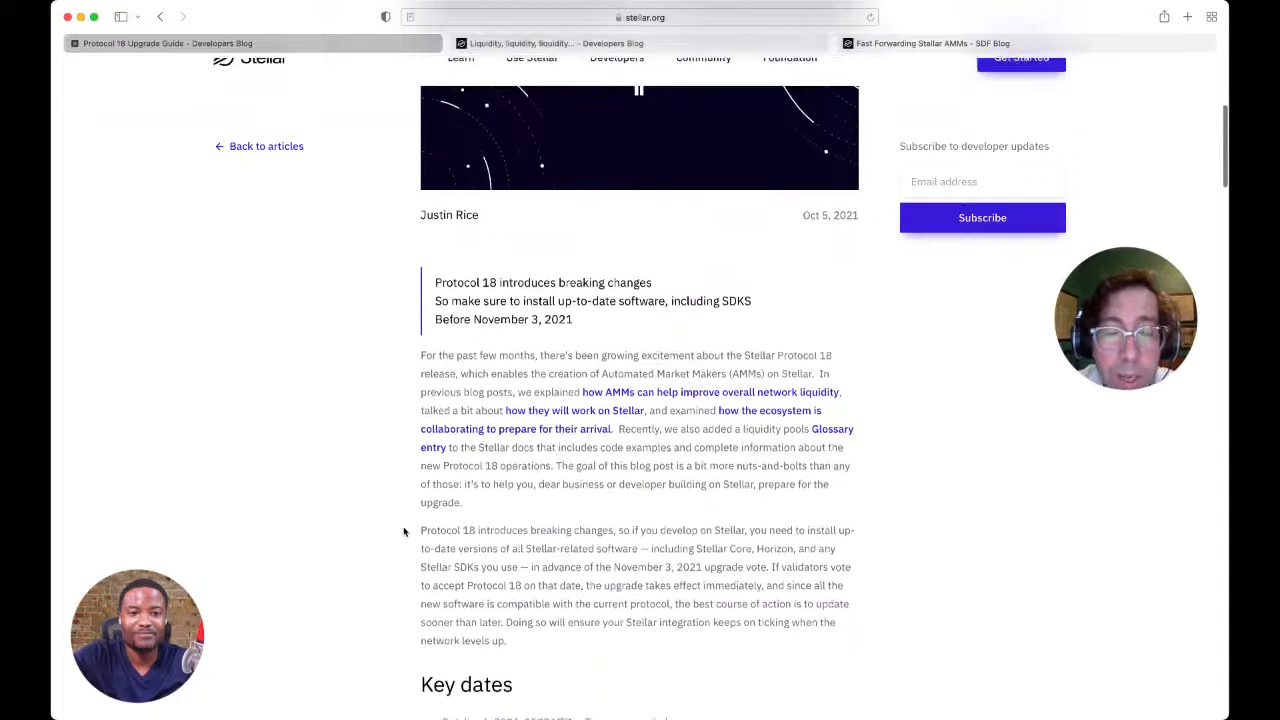 stellar.org
Protocol 18 Upgrade Guide - Developers Blog
Liquidity, liquidity, liquidity... - Developers Blog
Fast Forwarding Stellar AMMs - SDF Blog
Stellar
Learn
Use Stellar
Developers
Community
Foundation
Get Started
← Back to articles
Subscribe to developer updates
Email address
Subscribe
Justin Rice
Oct 5, 2021
Protocol 18 introduces breaking changes
So make sure to install up-to-date software, including SDKS
Before November 3, 2021
For the past few months, there's been growing excitement about the Stellar Protocol 18
release, which enables the creation of Automated Market Makers (AMMs) on Stellar. In
previous blog posts, we explained how AMMs can help improve overall network liquidity,
talked a bit about how they will work on Stellar, and examined how the ecosystem is
collaborating to prepare for their arrival. Recently, we also added a liquidity pools Glossary
entry to the Stellar docs that includes code examples and complete information about the
new Protocol 18 operations. The goal of this blog post is a bit more nuts-and-bolts than any
of those: it's to help you, dear business or developer building on Stellar, prepare for the
upgrade.
Protocol 18 introduces breaking changes, so if you develop on Stellar, you need to install up-
to-date versions of all Stellar-related software — including Stellar Core, Horizon, and any
Stellar SDKs you use — in advance of the November 3, 2021 upgrade vote. If validators vote
to accept Protocol 18 on that date, the upgrade takes effect immediately, and since all the
new software is compatible with the current protocol, the best course of action is to update
sooner than later. Doing so will ensure your Stellar integration keeps on ticking when the
network levels up.
Key dates